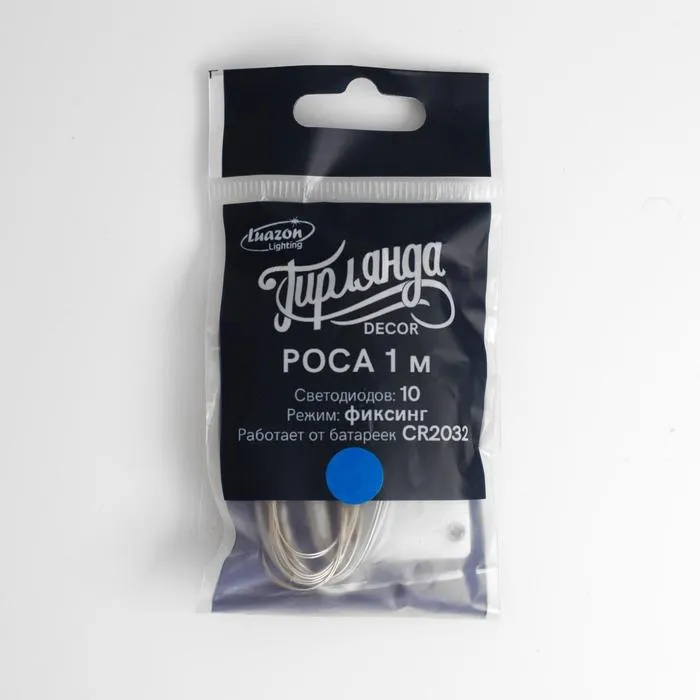 Luazon
Lighting
Гирлянда
DECOR
РОСА 1 м
Светодиодов: 10
Режим: фиксинг
Работает от батареек CR2032